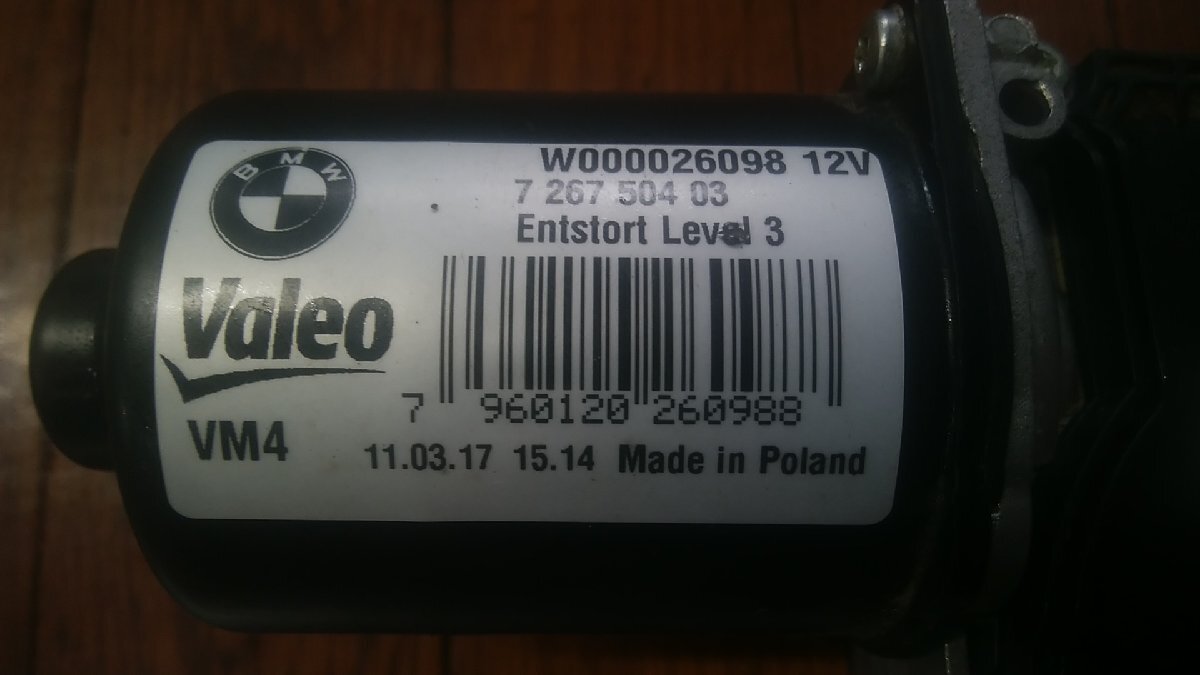 BMW
W000026098 12V
7 267 504 03
Entstort Level 3
Valeo
7 960120 260988
VM4
11.03.17 15.14 Made in Poland